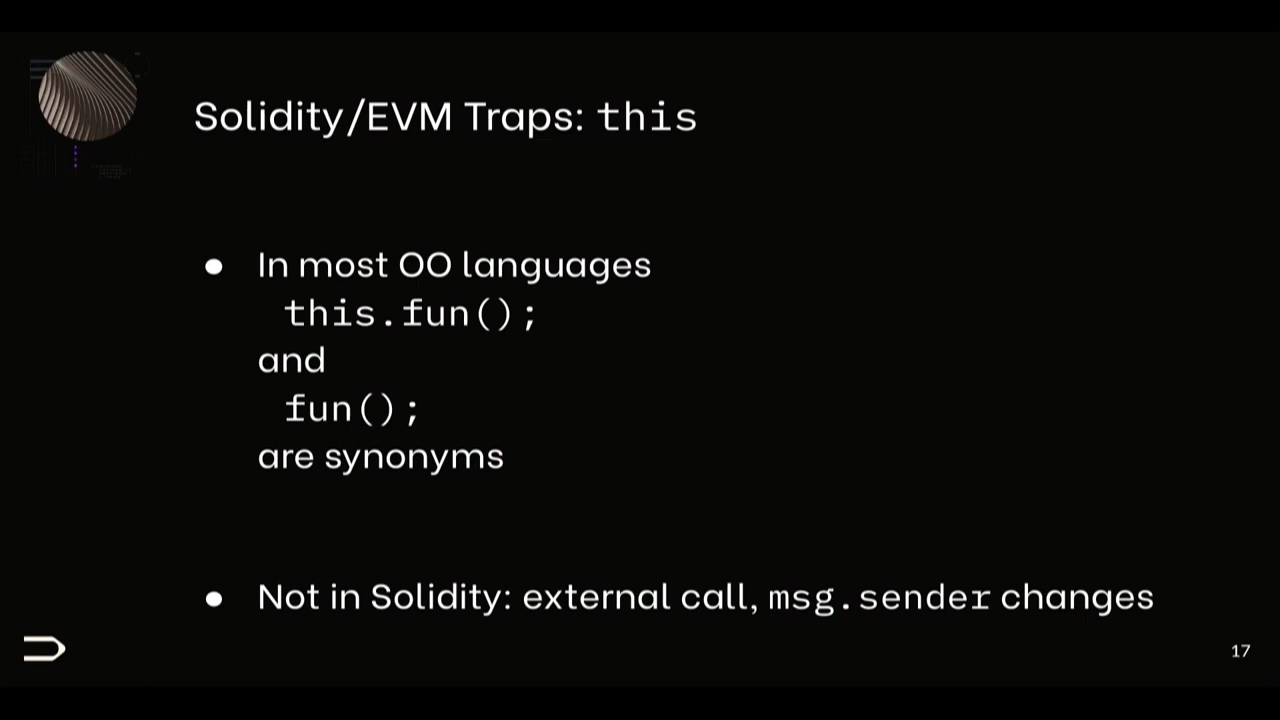 Solidity/EVM Traps: this
● In most OO languages
this.fun();
and
fun();
are synonyms
● Not in Solidity: external call, msg.sender changes
17